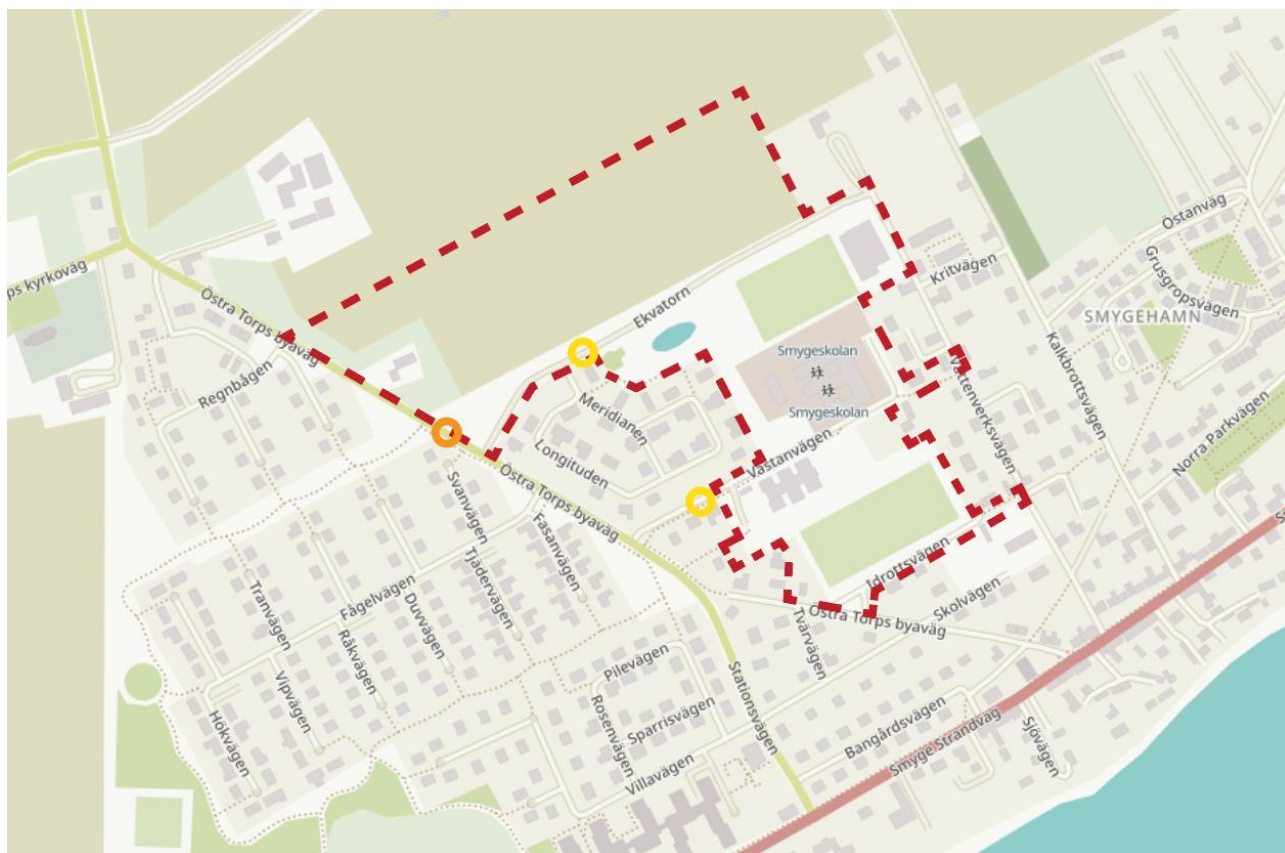 Östanväg
Grusgropsvägen
Kritvägen
SMYGEHAMN
ps kyrkoväg
Östra Torps byaväg
Ekvatorn
Kalkbrottsvägen
Smygeskolan
Vattenverksvägen
Regnbågen
Meridianen
Smygeskolan
Norra Parkvägen
Västanvägen
Longituden
Östra Torps byaväg
Svanvägen
Fasanvägen
Tjädervägen
Idrottsvägen
Skolvägen
Fågelvägen
Duvvägen
Tranvägen
Östra Torps byaväg
Tvärvägen
Råkvägen
Pilevägen
Vipvägen
Stationsvägen
Rosenvägen
Sparrisvägen
Bangårdsvägen
Sjövägen
Hökvägen
Smyge Strandväg
Villavägen